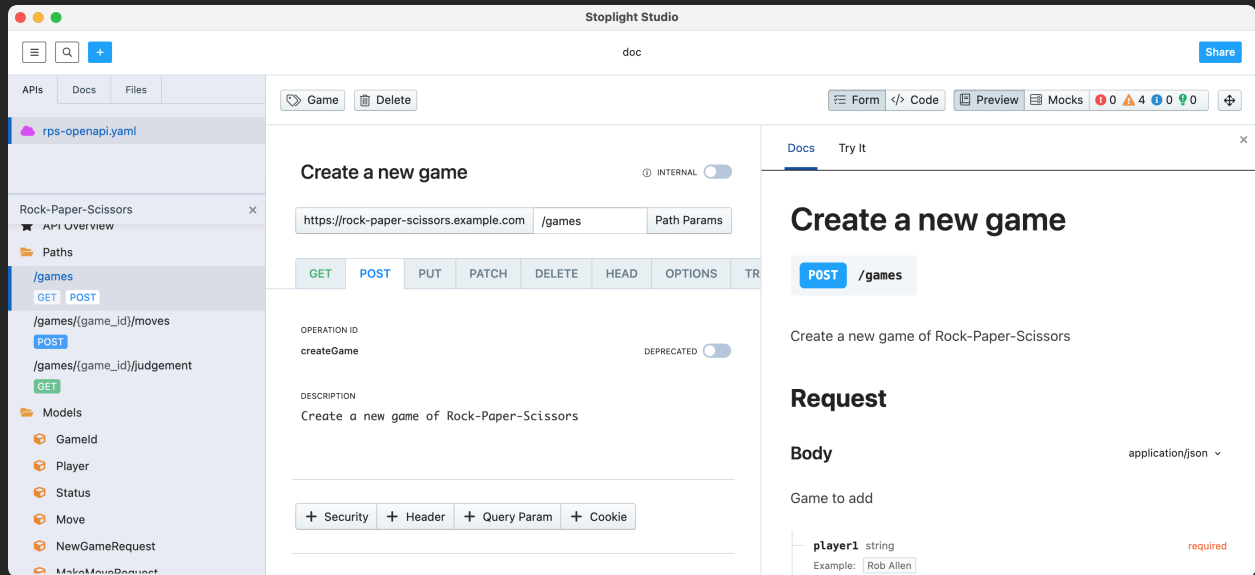 Stoplight Studio
doc
Share
APIs Docs Files
rps-openapi.yaml
Rock-Paper-Scissors
API Overview
Paths
/games
GET POST
/games/{game_id}/moves
POST
/games/{game_id}/judgement
GET
Models
GameId
Player
Status
Move
NewGameRequest
MakeMoveRequest
Game Delete
Form </> Code Preview Mocks 0 4 0 0
Create a new game
INTERNAL
https://rock-paper-scissors.example.com /games Path Params
GET POST PUT PATCH DELETE HEAD OPTIONS TR
OPERATION ID
createGame
DEPRECATED
DESCRIPTION
Create a new game of Rock-Paper-Scissors
+ Security + Header + Query Param + Cookie
Docs Try It
Create a new game
POST /games
Create a new game of Rock-Paper-Scissors
Request
Body
application/json
Game to add
player1 string required
Example: Rob Allen